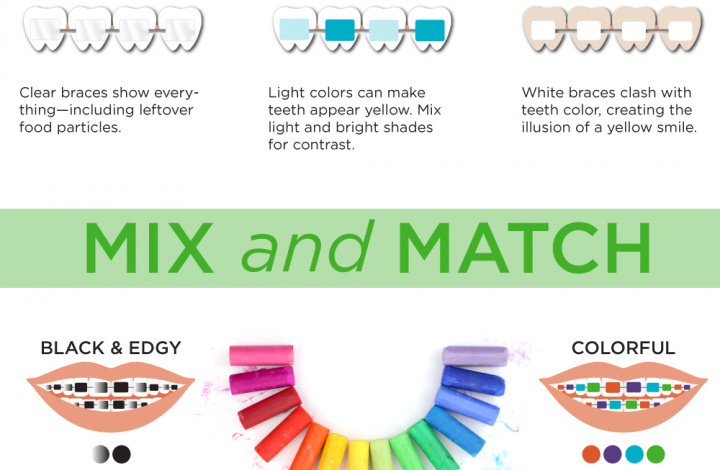 Clear braces show every-
thing—including leftover
food particles.
Light colors can make
teeth appear yellow. Mix
light and bright shades
for contrast.
White braces clash with
teeth color, creating the
illusion of a yellow smile.
MIX and MATCH
BLACK & EDGY
COLORFUL